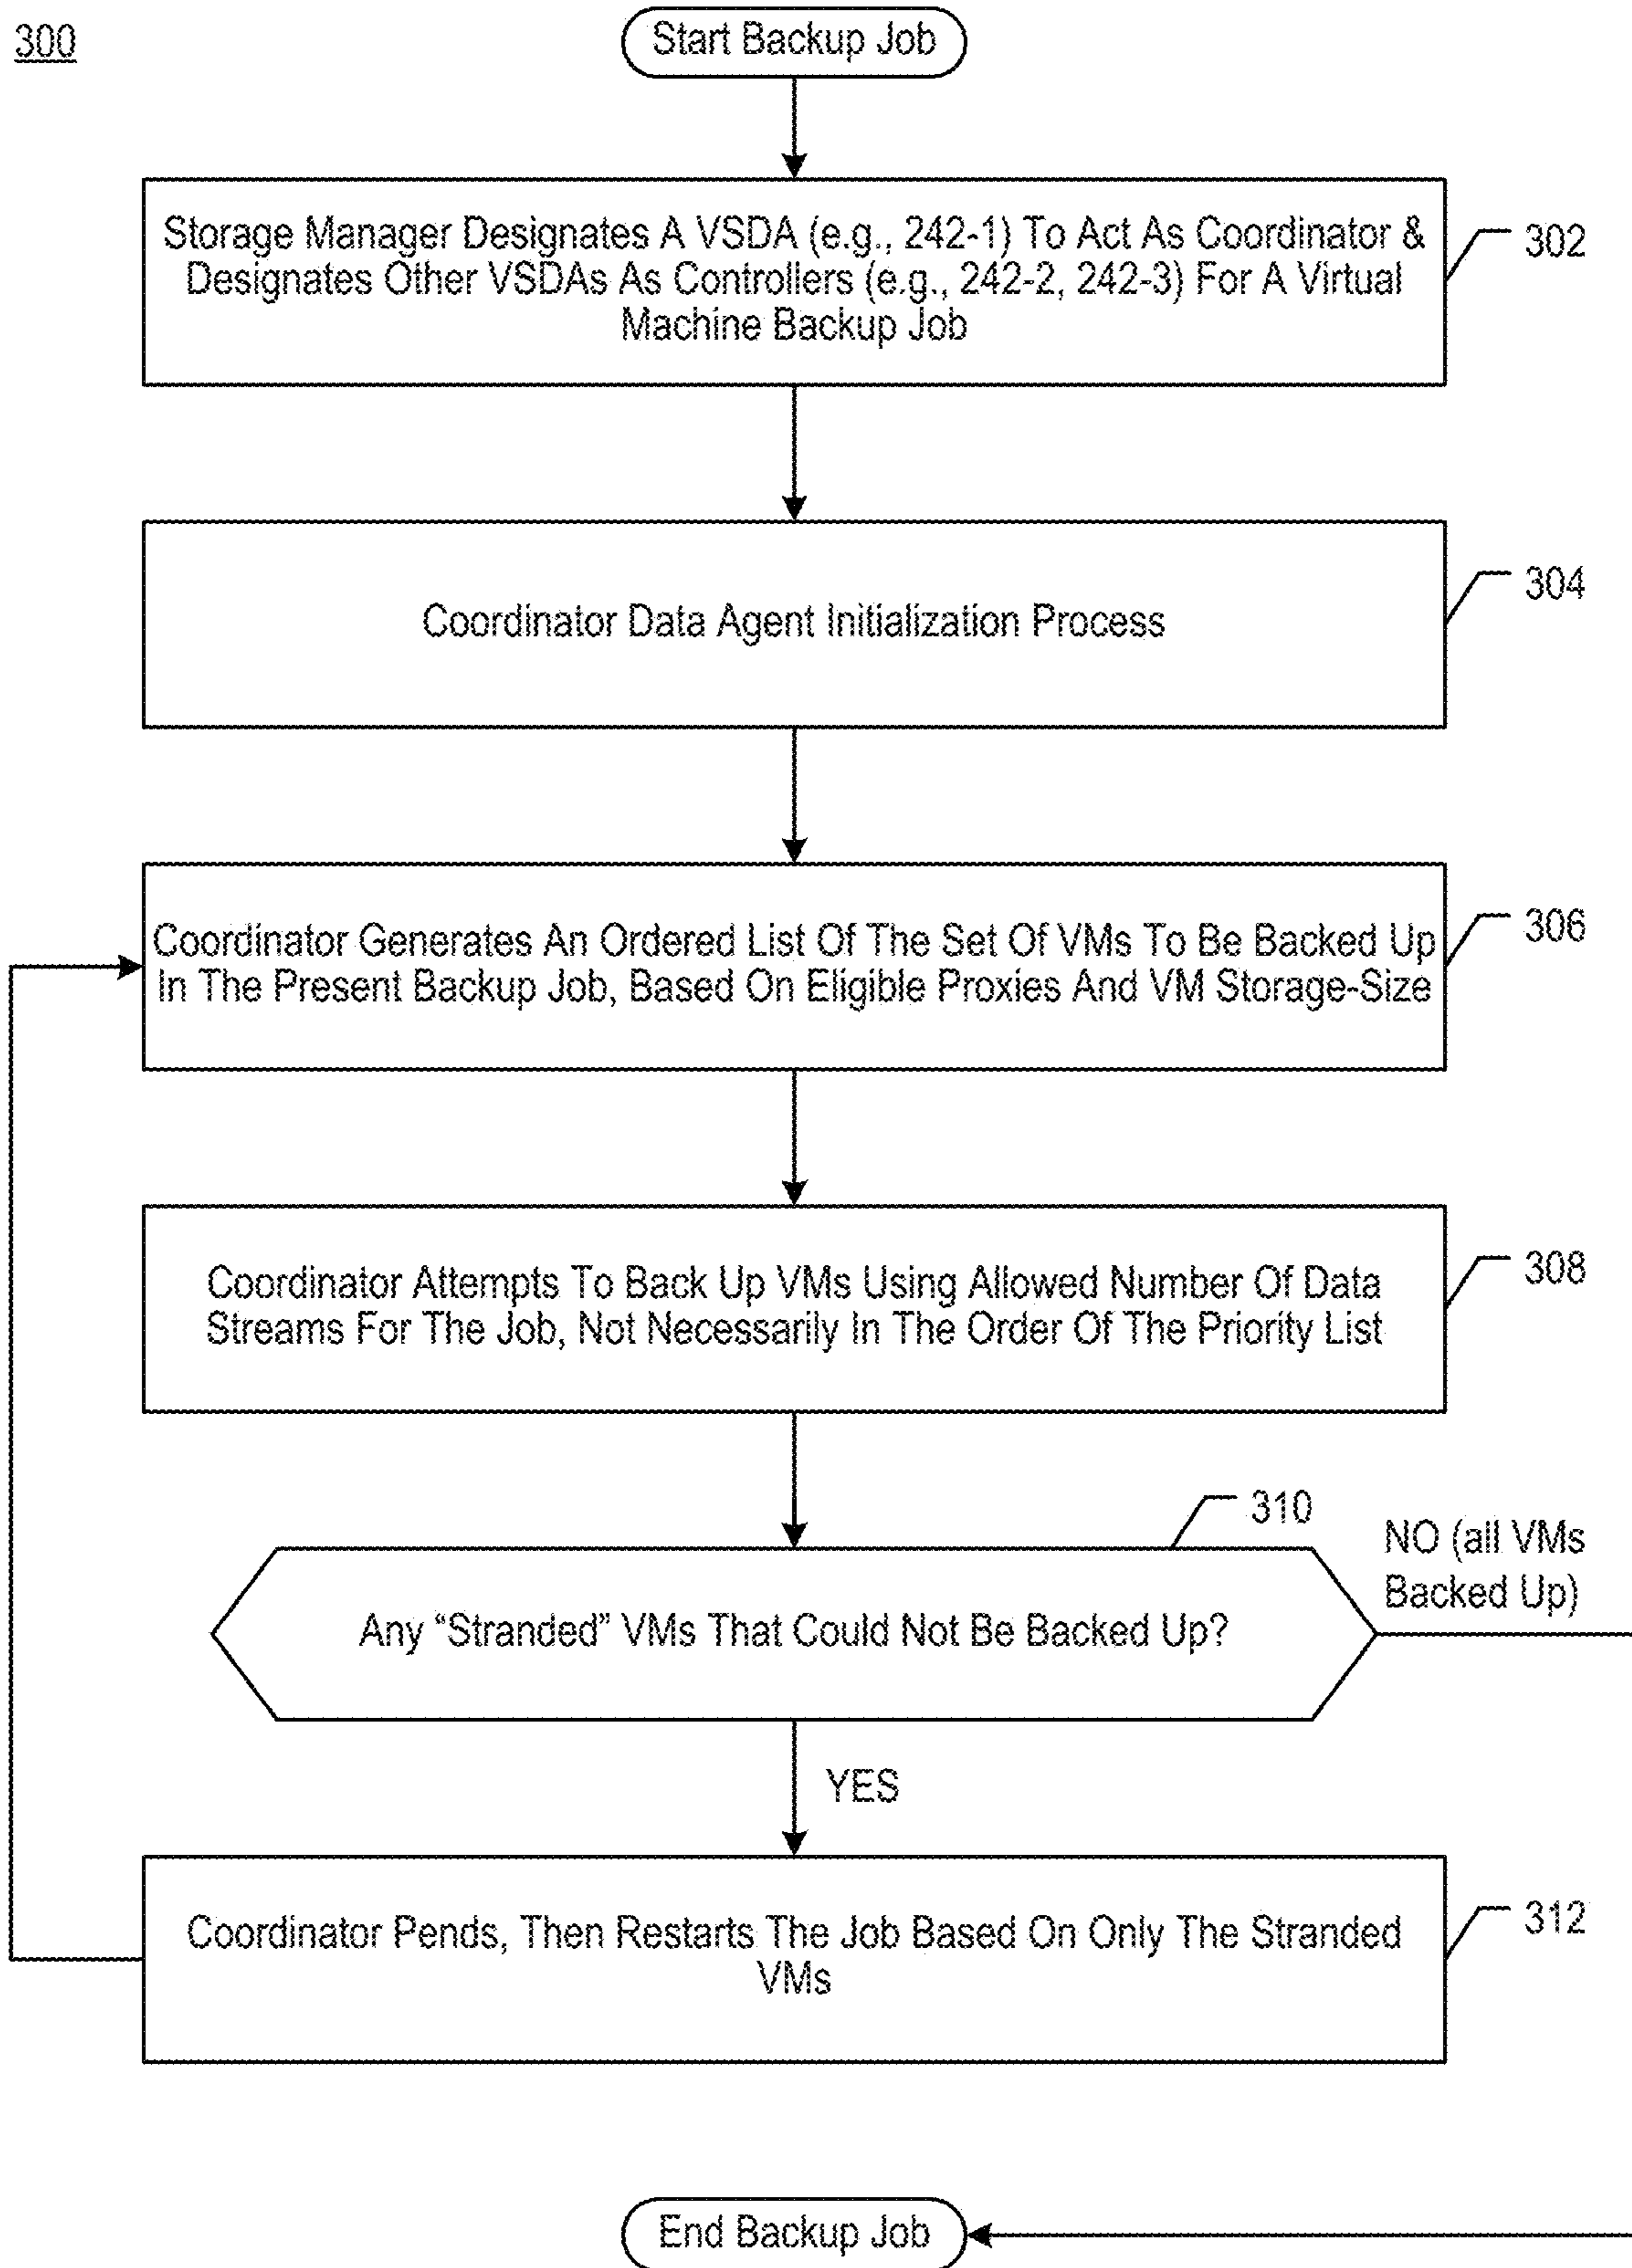 300
Start Backup Job
Storage Manager Designates A VSDA (e.g., 242-1) To Act As Coordinator &
Designates Other VSDAs As Controllers (e.g., 242-2, 242-3) For A Virtual
Machine Backup Job
302
Coordinator Data Agent Initialization Process
304
Coordinator Generates An Ordered List Of The Set Of VMs To Be Backed Up
In The Present Backup Job, Based On Eligible Proxies And VM Storage-Size
306
Coordinator Attempts To Back Up VMs Using Allowed Number Of Data
Streams For The Job, Not Necessarily In The Order Of The Priority List
308
310
NO (all VMs
Backed Up)
Any “Stranded” VMs That Could Not Be Backed Up?
YES
Coordinator Pends, Then Restarts The Job Based On Only The Stranded
VMs
312
End Backup Job